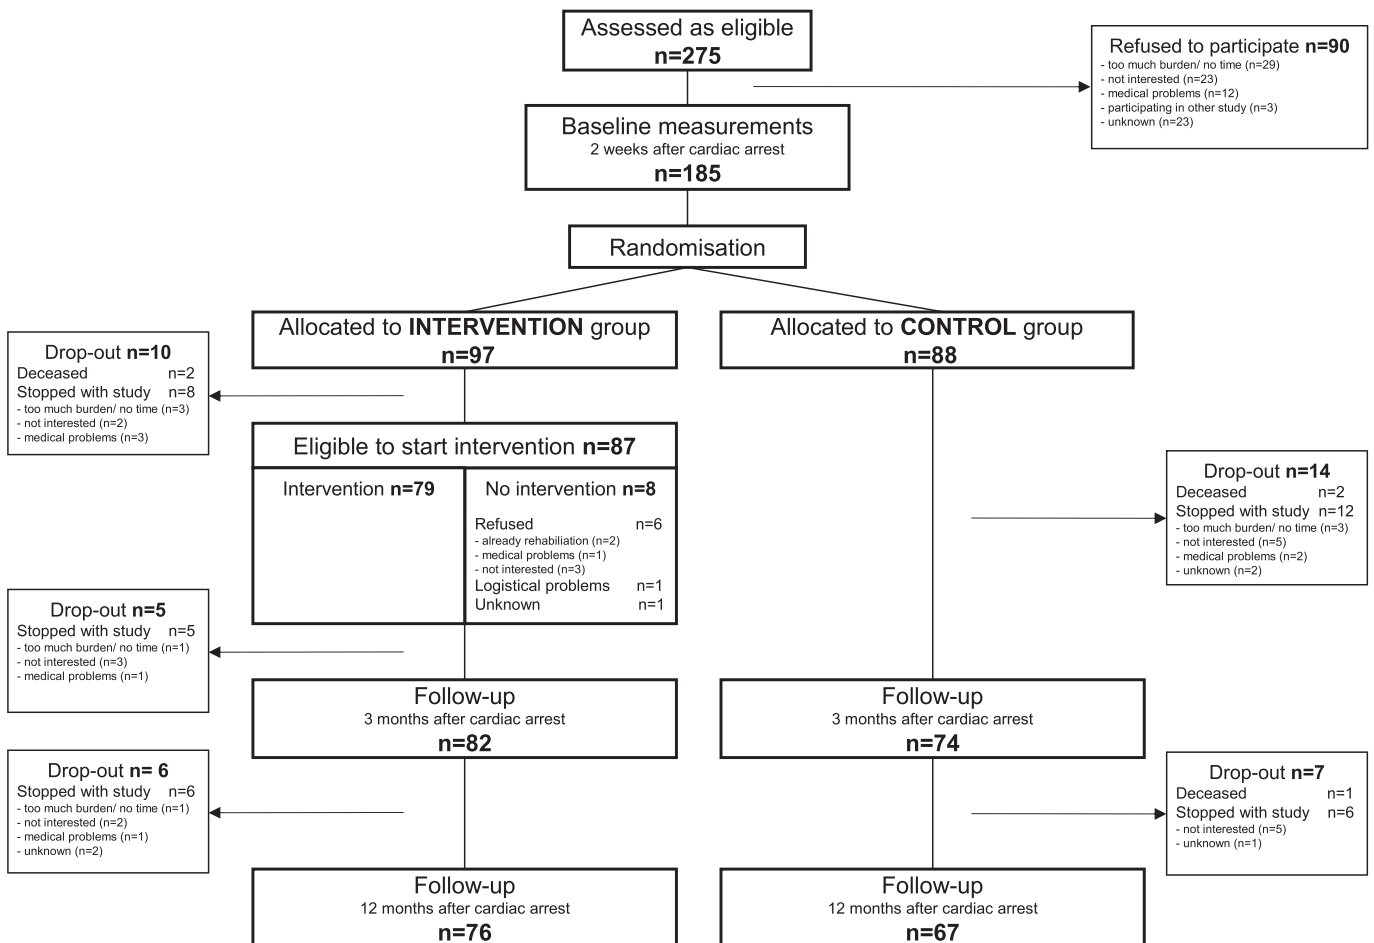 Assessed as eligible
n=275
Refused to participate n=90
- too much burden/ no time (n=29)
- not interested (n=23)
- medical problems (n=12)
- participating in other study (n=3)
- unknown (n=23)
Baseline measurements
2 weeks after cardiac arrest
n=185
Randomisation
Allocated to INTERVENTION group
n=97
Allocated to CONTROL group
n=88
Drop-out n=10
Deceased n=2
Stopped with study n=8
- too much burden/ no time (n=3)
- not interested (n=2)
- medical problems (n=3)
Eligible to start intervention n=87
Intervention n=79
No intervention n=8
Refused n=6
- already rehabiliation (n=2)
- medical problems (n=1)
- not interested (n=3)
Logistical problems n=1
Unknown n=1
Drop-out n=14
Deceased n=2
Stopped with study n=12
- too much burden/ no time (n=3)
- not interested (n=5)
- medical problems (n=2)
- unknown (n=2)
Drop-out n=5
Stopped with study n=5
- too much burden/ no time (n=1)
- not interested (n=3)
- medical problems (n=1)
Follow-up
3 months after cardiac arrest
n=82
Follow-up
3 months after cardiac arrest
n=74
Drop-out n= 6
Stopped with study n=6
- too much burden/ no time (n=1)
- not interested (n=2)
- medical problems (n=1)
- unknown (n=2)
Drop-out n=7
Deceased n=1
Stopped with study n=6
- not interested (n=5)
- unknown (n=1)
Follow-up
12 months after cardiac arrest
n=76
Follow-up
12 months after cardiac arrest
n=67